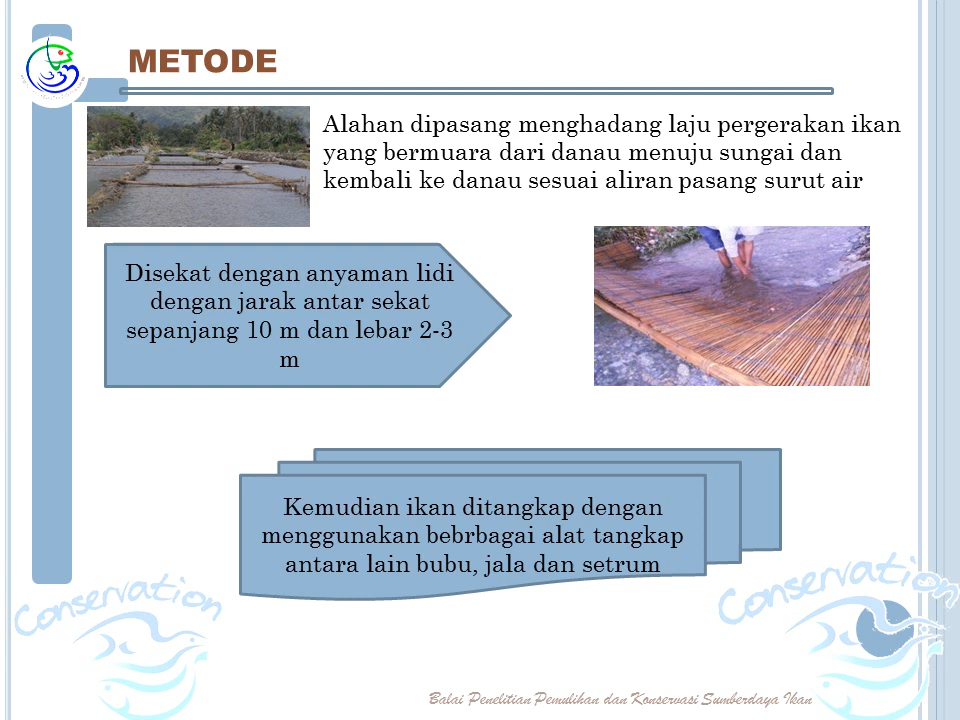 METODE
Alahan dipasang menghadang laju pergerakan ikan
yang bermuara dari danau menuju sungai dan
kembali ke danau sesuai aliran pasang surut air
Disekat dengan anyaman lidi
dengan jarak antar sekat
sepanjang 10 m dan lebar 2-3
m
Kemudian ikan ditangkap dengan
menggunakan bebrbagai alat tangkap
antara lain bubu, jala dan setrum
Conservation
Conservation
Balai Penelitian Pemulihan dan Konservasi Sumberdaya Ikan